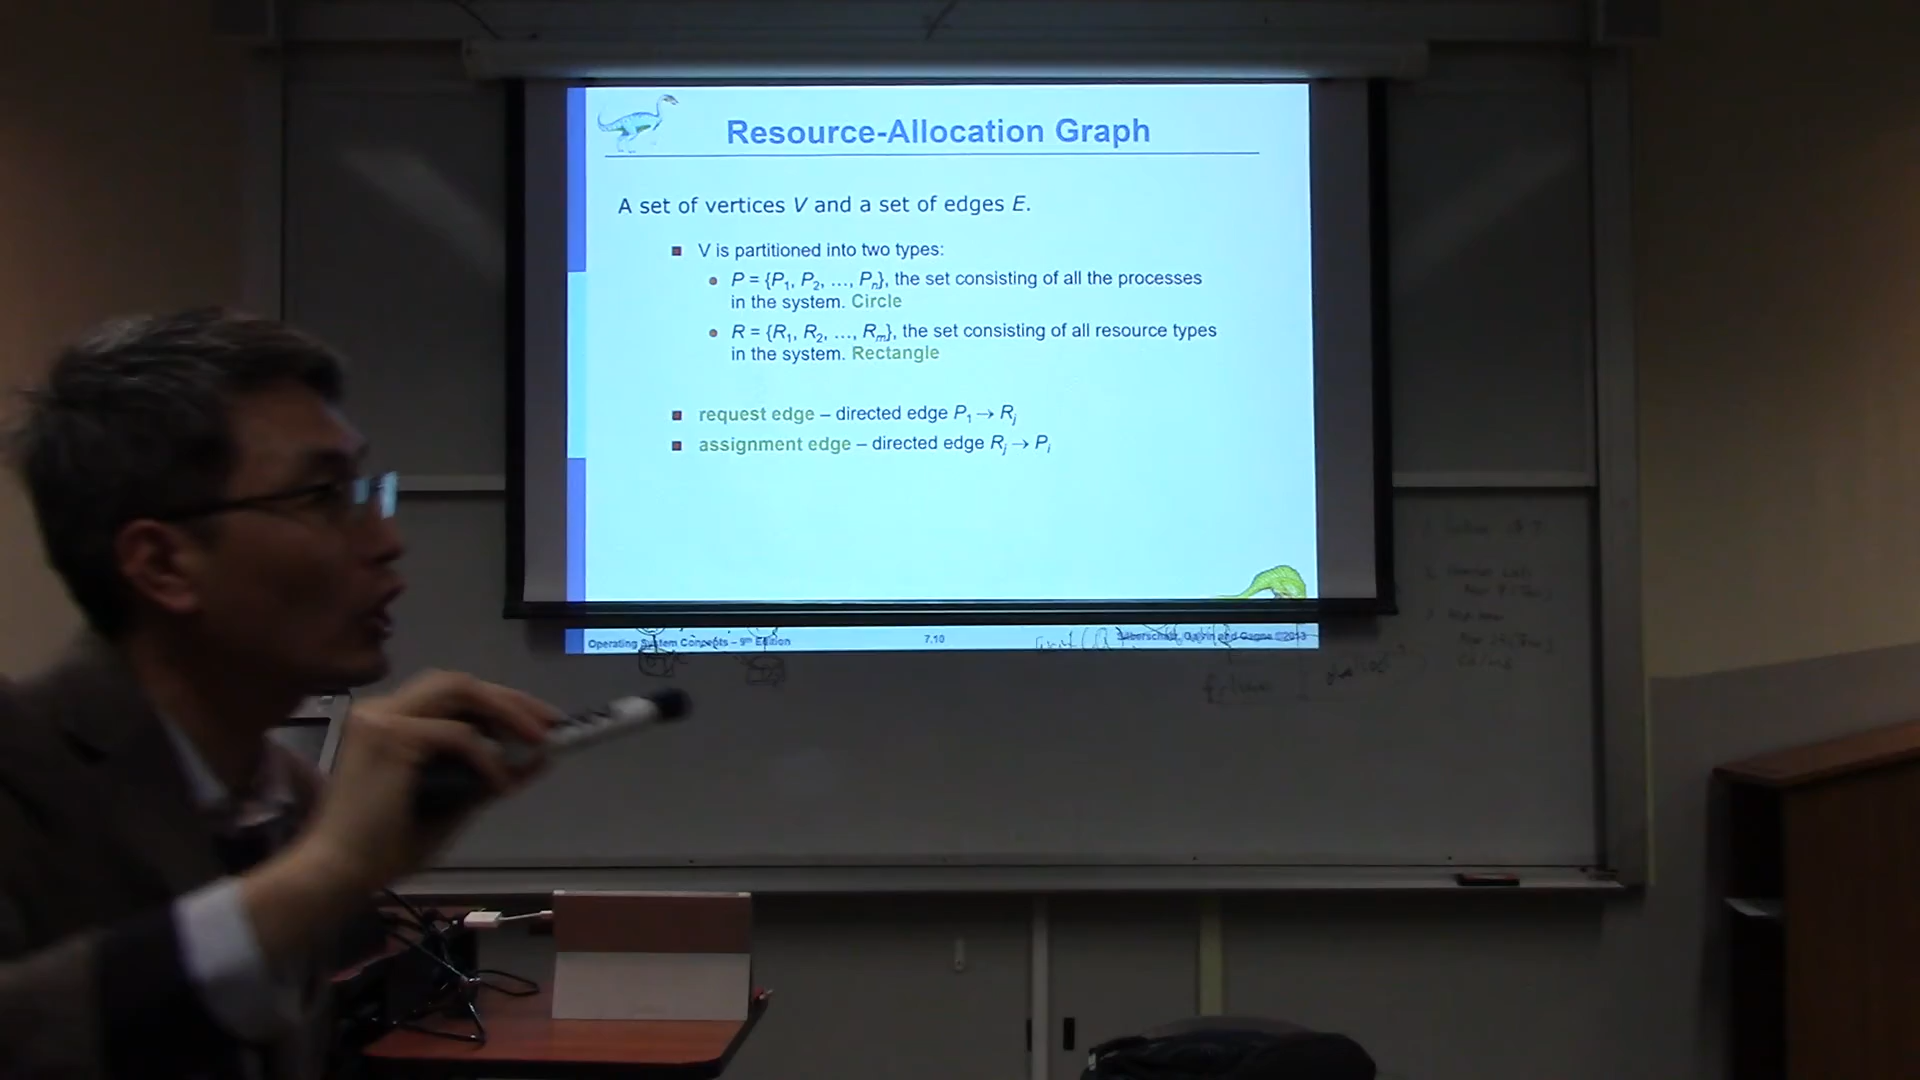 Resource-Allocation Graph
A set of vertices V and a set of edges E.
V is partitioned into two types:
P = {P1, P2, …, Pn}, the set consisting of all the processes
in the system. Circle
R = {R1, R2, …, Rm}, the set consisting of all resource types
in the system. Rectangle
request edge – directed edge P1 → Rj
assignment edge – directed edge Rj → Pi
Operating System Concepts – 9th Edition
7.10
Silberschatz, Galvin and Gagne ©2013